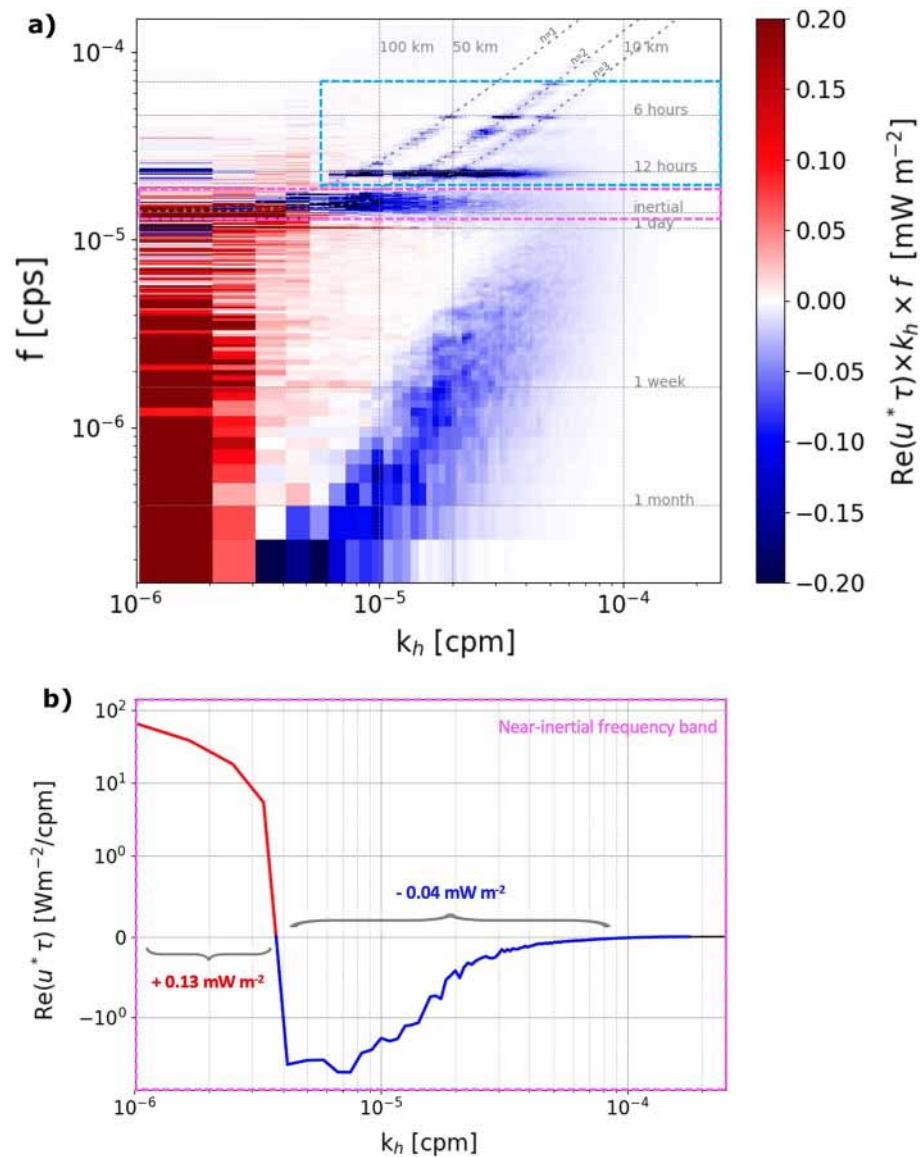 a)
10⁻⁴
10⁻⁵
10⁻⁶
f [cps]
100 km
50 km
10 km
n=1
n=2
n=3
6 hours
12 hours
inertial
1 day
1 week
1 month
10⁻⁶
10⁻⁵
10⁻⁴
k_h [cpm]
0.20
0.15
0.10
0.05
0.00
−0.05
−0.10
−0.15
−0.20
Re(u* τ)×k_h × f [mW m⁻²]
b)
10²
10¹
10⁰
0
−10⁰
Re(u* τ) [Wm⁻²/cpm]
Near-inertial frequency band
- 0.04 mW m⁻²
+ 0.13 mW m⁻²
10⁻⁶
10⁻⁵
10⁻⁴
k_h [cpm]